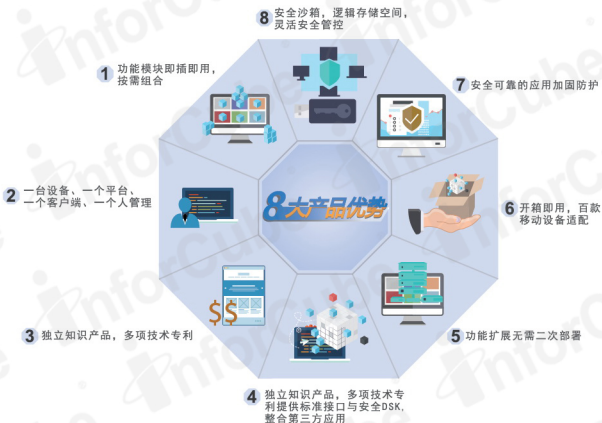 8 安全沙箱，逻辑存储空间，
灵活安全管控
1 功能模块即插即用，
按需组合
7 安全可靠的应用加固防护
2 一台设备、一个平台、
一个客户端、一个人管理
8大产品优势
6 开箱即用，百款
移动设备适配
3 独立知识产品，多项技术专利
$$
5 功能扩展无需二次部署
4 独立知识产品，多项技术专
利提供标准接口与安全DSK,
整合第三方应用
InforCube